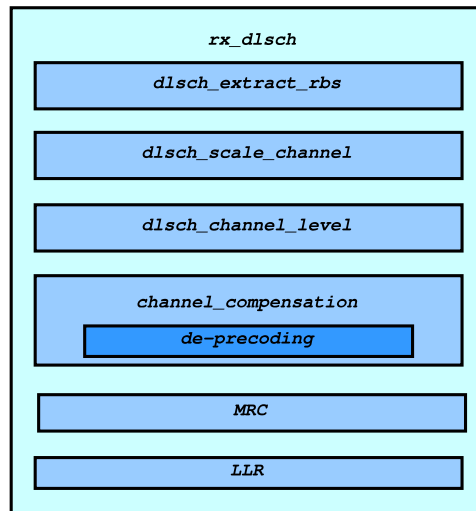 rx_dlsch
dlsch_extract_rbs
dlsch_scale_channel
dlsch_channel_level
channel_compensation
de-precoding
MRC
LLR